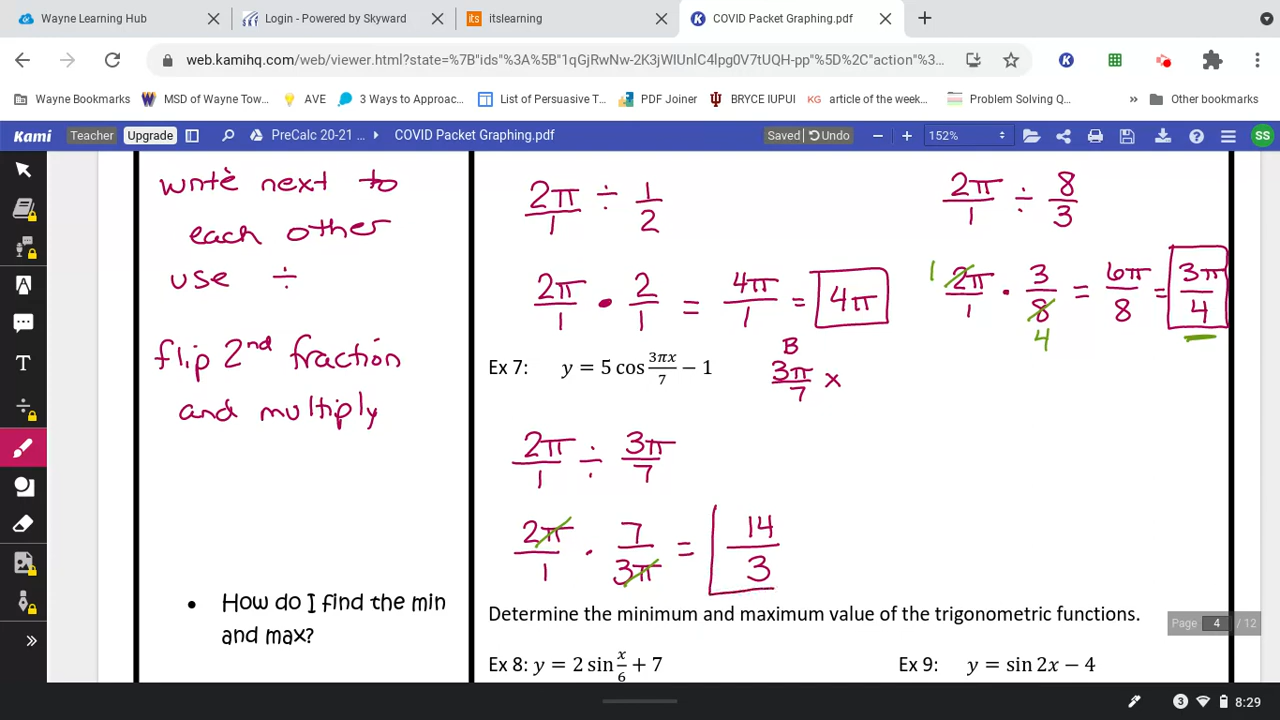 Wayne Learning Hub
Login - Powered by Skyward
itslearning
COVID Packet Graphing.pdf
web.kamihq.com/web/viewer.html?state=%7B"ids"%3A%5B"1qGjRwNw-2K3jWIUnlC4lpg0V7tUQH-pp"%5D%2C"action"%3...
Wayne Bookmarks
MSD of Wayne Tow...
AVE
3 Ways to Approac...
List of Persuasive T...
PDF Joiner
BRYCE IUPUI
KG article of the week...
Problem Solving Q...
»
Other bookmarks
Kami
Teacher
Upgrade
PreCalc 20-21 ...
COVID Packet Graphing.pdf
Saved Undo
152%
SS
write next to
each other
use ÷
flip 2nd fraction
and multiply
2π/1 ÷ 1/2
2π/1 • 2/1 = 4π/1 = 4π
2π/1 ÷ 8/3
1 2π/1 · 3/8 = 6π/8 = 3π/4
4
Ex 7: y = 5 cos 3πx/7 − 1
B
3π/7 x
2π/1 ÷ 3π/7
2π/1 · 7/3π = 14/3
• How do I find the min
and max?
Determine the minimum and maximum value of the trigonometric functions.
Ex 8: y = 2 sin x/6 + 7
Ex 9: y = sin 2x − 4
Page 4 / 12
3
8:29